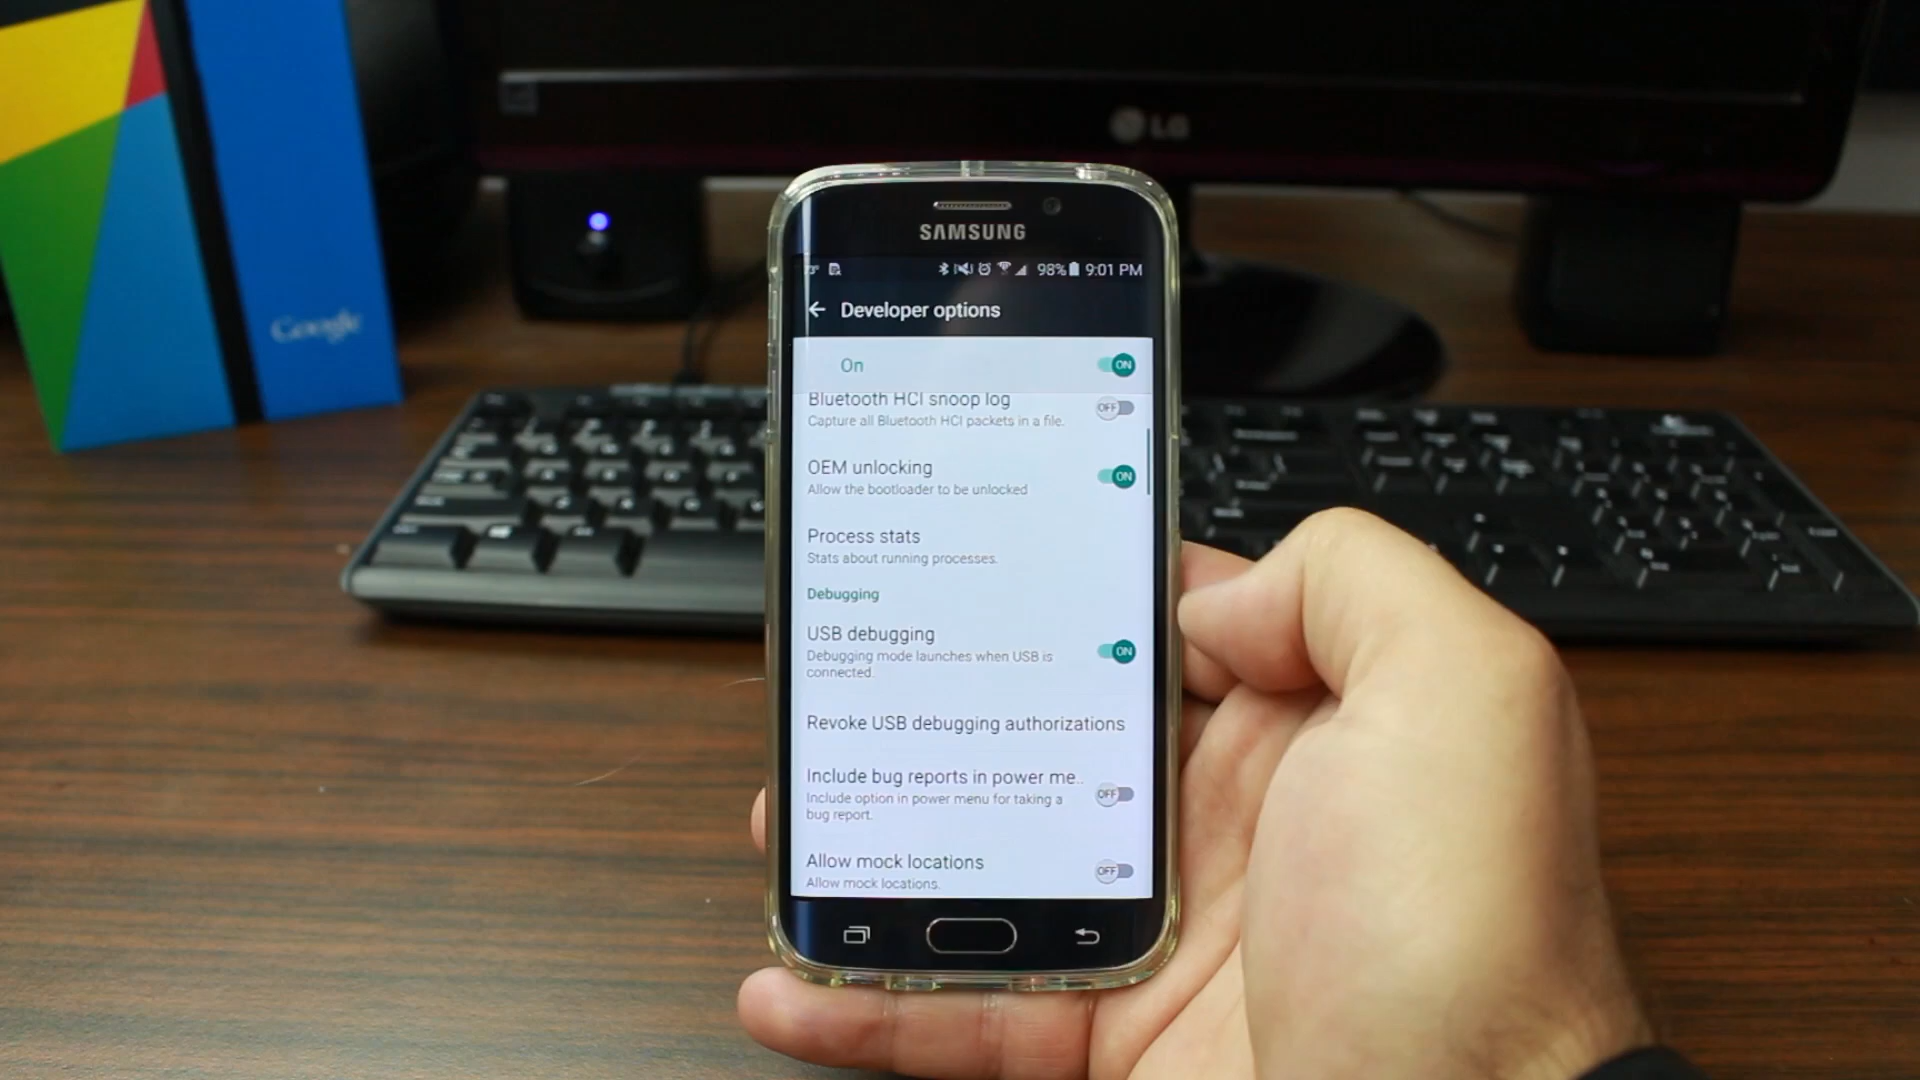 Google
LG
SAMSUNG
98% 9:01 PM
Developer options
On
ON
Bluetooth HCI snoop log
OFF
Capture all Bluetooth HCI packets in a file.
OEM unlocking
ON
Allow the bootloader to be unlocked
Process stats
Stats about running processes.
Debugging
USB debugging
ON
Debugging mode launches when USB is
connected.
Revoke USB debugging authorizations
Include bug reports in power me..
OFF
Include option in power menu for taking a
bug report.
Allow mock locations
OFF
Allow mock locations.